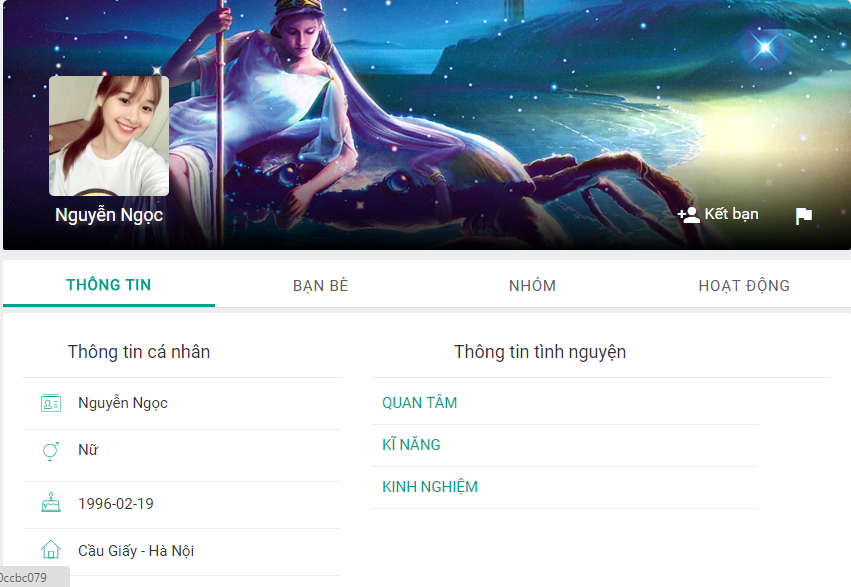 Nguyễn Ngọc
Kết bạn
THÔNG TIN
BẠN BÈ
NHÓM
HOẠT ĐỘNG
Thông tin cá nhân
Nguyễn Ngọc
Nữ
1996-02-19
Cầu Giấy - Hà Nội
Thông tin tình nguyện
QUAN TÂM
KĨ NĂNG
KINH NGHIỆM
0ccbc079